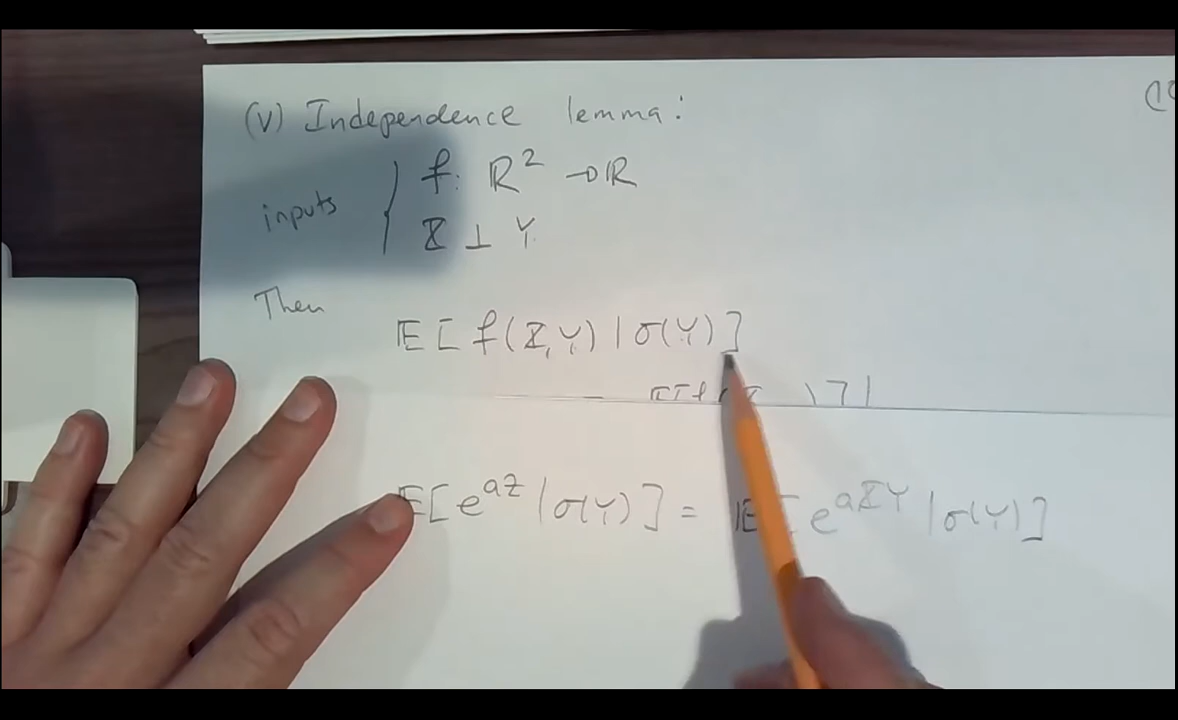 (V) Independence lemma:
inputs
f: ℝ² → ℝ
X ⊥ Y.
Then
𝔼[f(X,Y) | σ(Y)]
𝔼[e^{aZ} | σ(Y)] = 𝔼[e^{aXY} | σ(Y)]